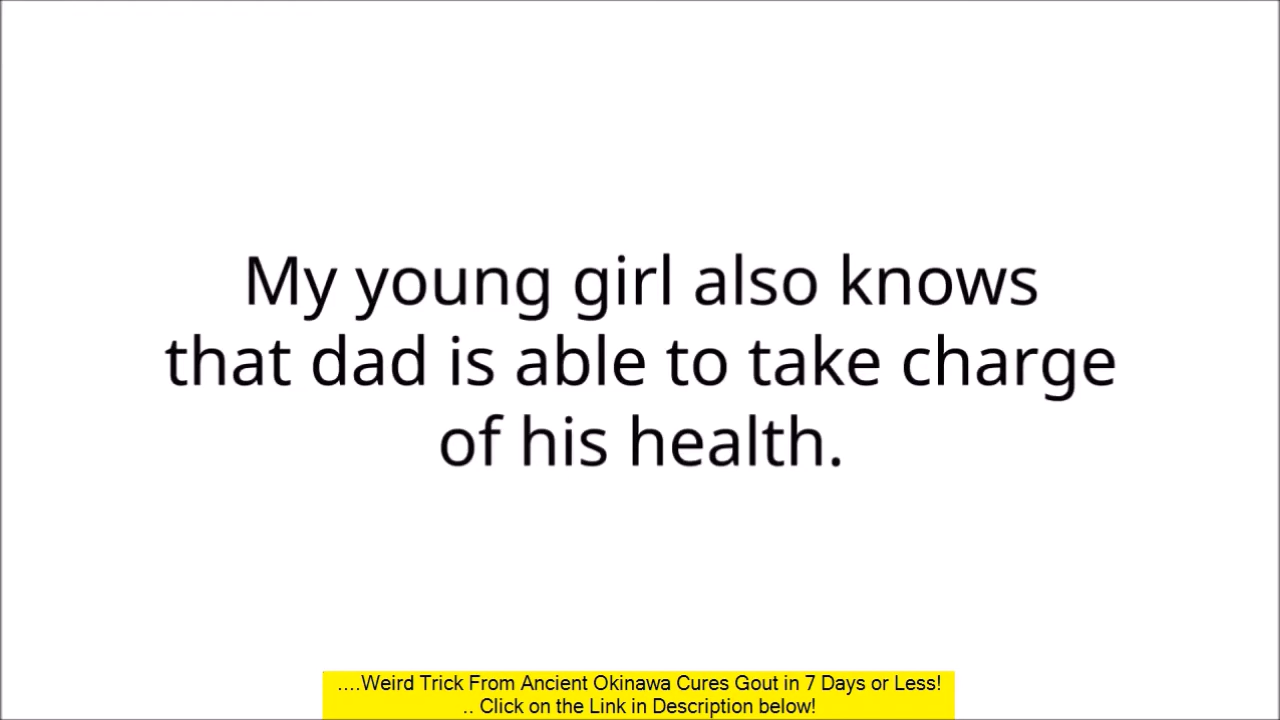 My young girl also knows
that dad is able to take charge
of his health.
....Weird Trick From Ancient Okinawa Cures Gout in 7 Days or Less!
.. Click on the Link in Description below!